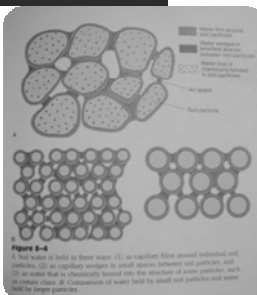 Water film around
soil particles
Water wedges in
smallest spaces
between soil particles
Water that is
chemically bound
to soil particles
Air space
Soil particle
A
B
Figure 6-4
A. Soil water is held in three ways: (1) as capillary films around individual soil
particles, (2) as capillary wedges in small spaces between soil particles, and
(3) as water that is chemically bound into the structure of some particles, such
as certain clays. B. Comparison of water held by small particles and water
held by larger particles.